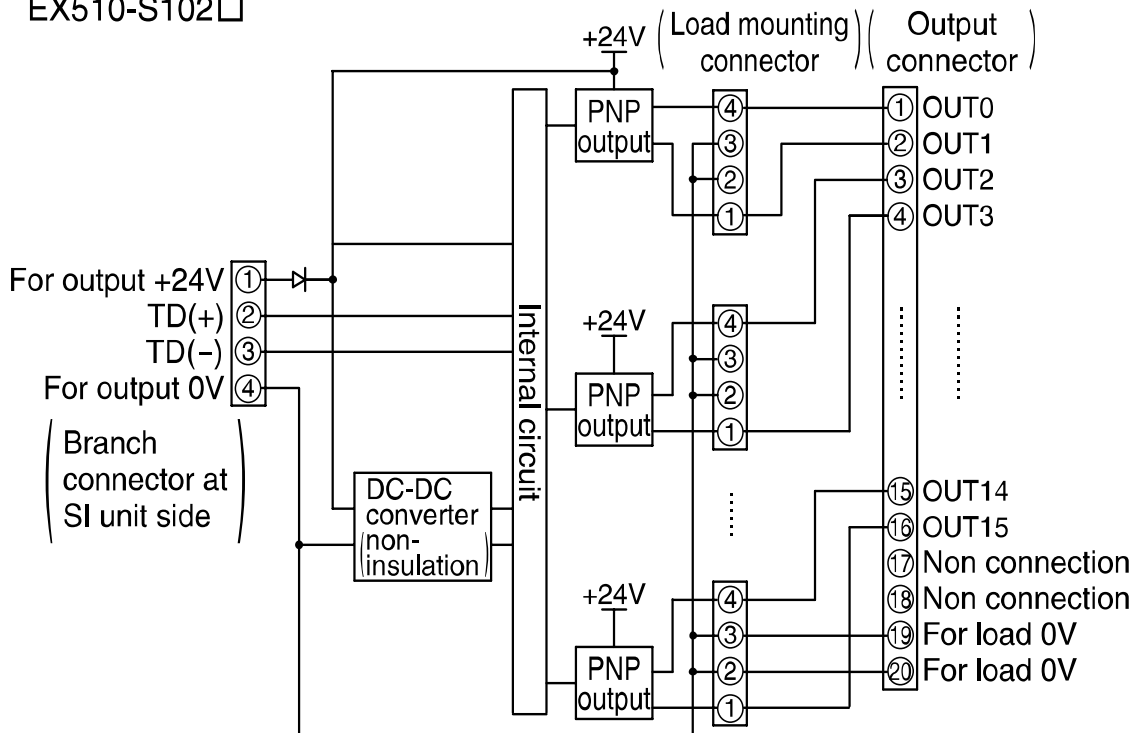 EX510-S102□
+24V
(Load mounting connector)
(Output connector)
PNP output
④
③
②
①
① OUT0
② OUT1
③ OUT2
④ OUT3
For output +24V ①
TD(+) ②
TD(–) ③
For output 0V ④
(Branch connector at SI unit side)
Internal circuit
+24V
PNP output
④
③
②
①
DC-DC converter (non-insulation)
⑮ OUT14
⑯ OUT15
⑰ Non connection
⑱ Non connection
⑲ For load 0V
⑳ For load 0V
+24V
PNP output
④
③
②
①